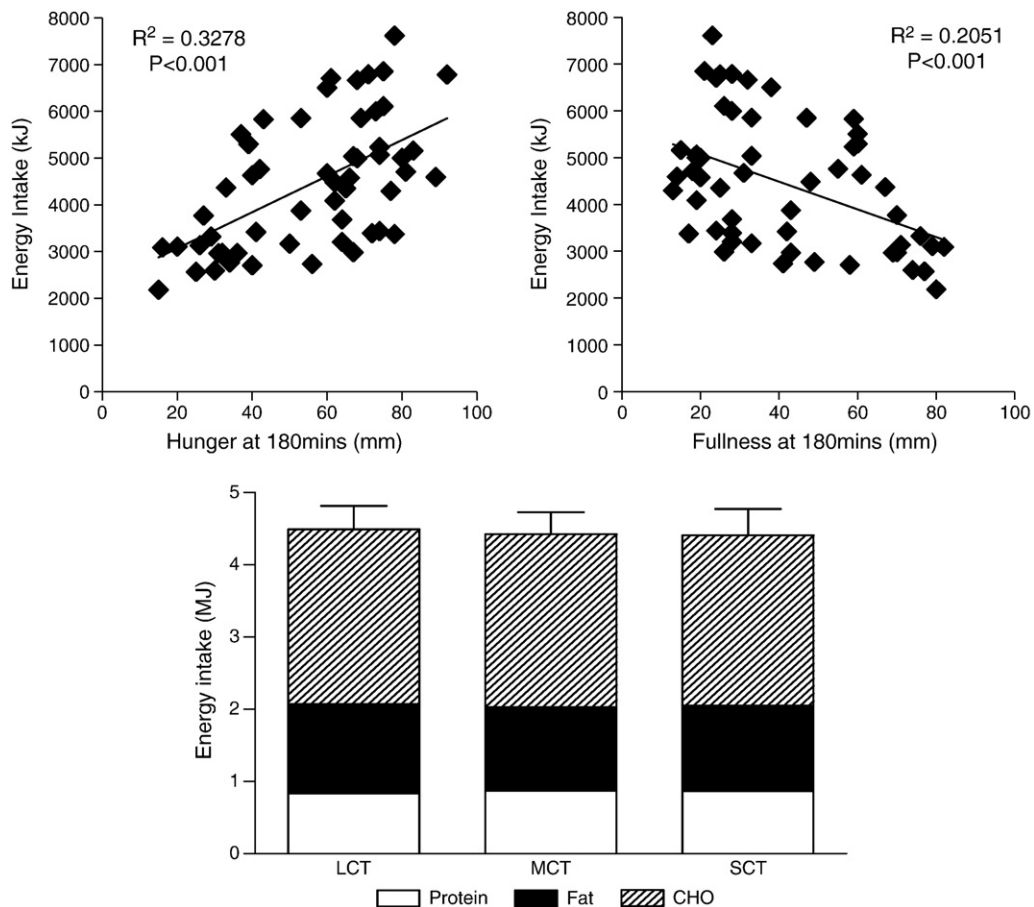 8000
7000
6000
5000
4000
3000
2000
1000
0
Energy Intake (kJ)
R² = 0.3278
P<0.001
20 40 60 80 100
Hunger at 180mins (mm)
8000
7000
6000
5000
4000
3000
2000
1000
0
Energy Intake (kJ)
R² = 0.2051
P<0.001
0 20 40 60 80 100
Fullness at 180mins (mm)
5
4
3
2
1
0
Energy intake (MJ)
LCT MCT SCT
Protein Fat CHO